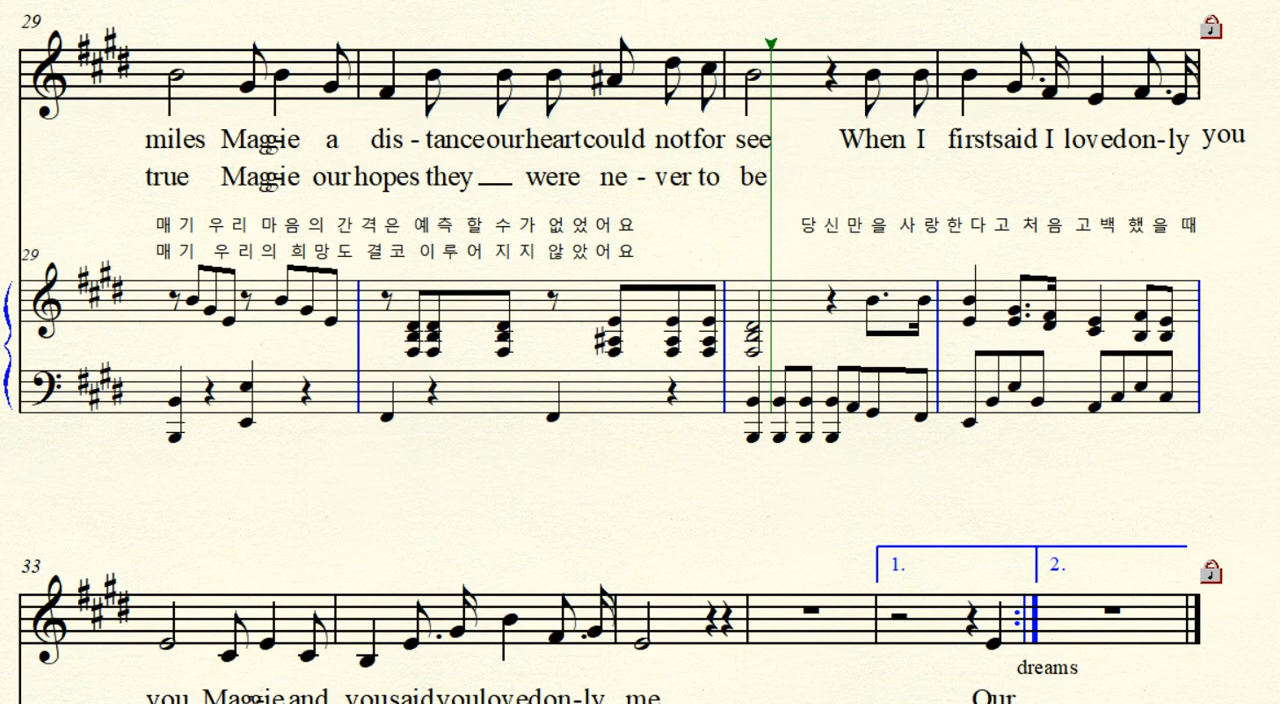 29
miles Maggie a dis - tance our heart could not for see When I first said I loved on - ly you
true Maggie our hopes they were ne - ver to be
매 기 우 리 마 음 의 간 격 은 예 측 할 수 가 없 었 어 요 당 신 만 을 사 랑 한 다 고 처 음 고 백 했 을 때
매 기 우 리 의 희 망 도 결 코 이 루 어 지 지 않 았 어 요
29
33
1. 2.
dreams
you Maggie and you said you loved on - ly me Our